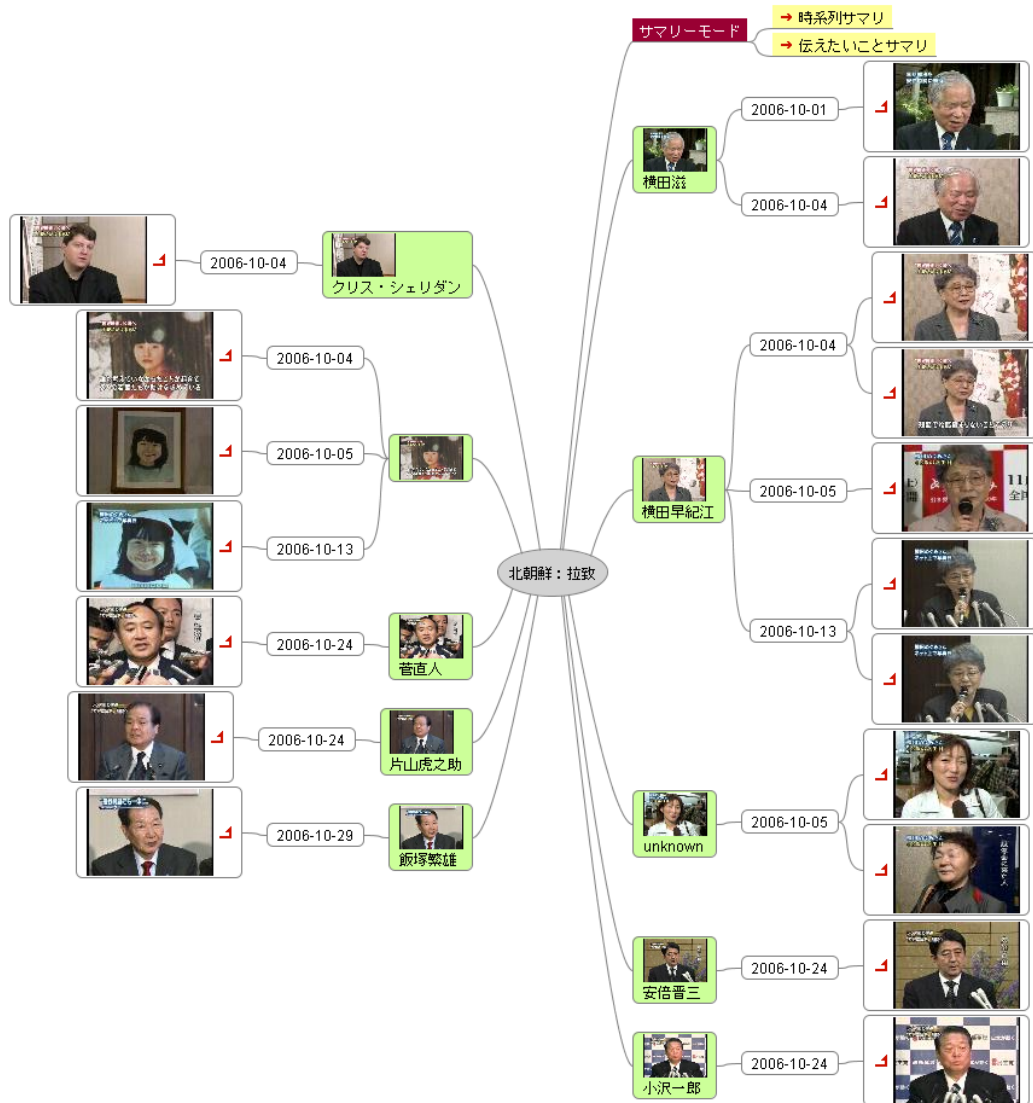 サマリーモード
→ 時系列サマリ
→ 伝えたいことサマリ
2006-10-01
横田滋
2006-10-04
2006-10-04
クリス・シェリダン
2006-10-04
2006-10-04
2006-10-05
2006-10-05
横田早紀江
2006-10-13
北朝鮮:拉致
2006-10-13
2006-10-24
菅直人
2006-10-24
片山虎之助
2006-10-29
飯塚繁雄
2006-10-05
unknown
2006-10-24
安倍晋三
2006-10-24
小沢一郎